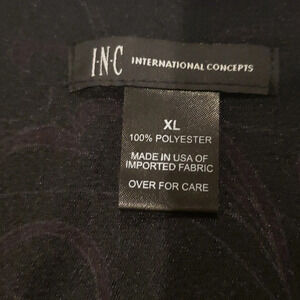 I·N·C INTERNATIONAL CONCEPTS
XL
100% POLYESTER
MADE IN USA OF
IMPORTED FABRIC
OVER FOR CARE